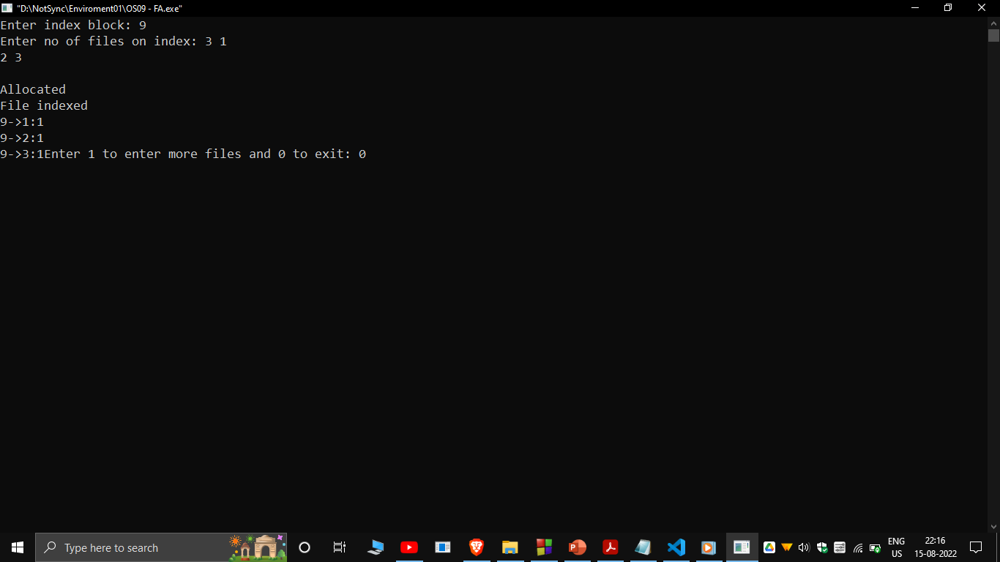 "D:\NotSync\Enviroment01\OS09 - FA.exe"
Enter index block: 9
Enter no of files on index: 3 1
2 3
Allocated
File indexed
9->1:1
9->2:1
9->3:1Enter 1 to enter more files and 0 to exit: 0
Type here to search
ENG
US
22:16
15-08-2022